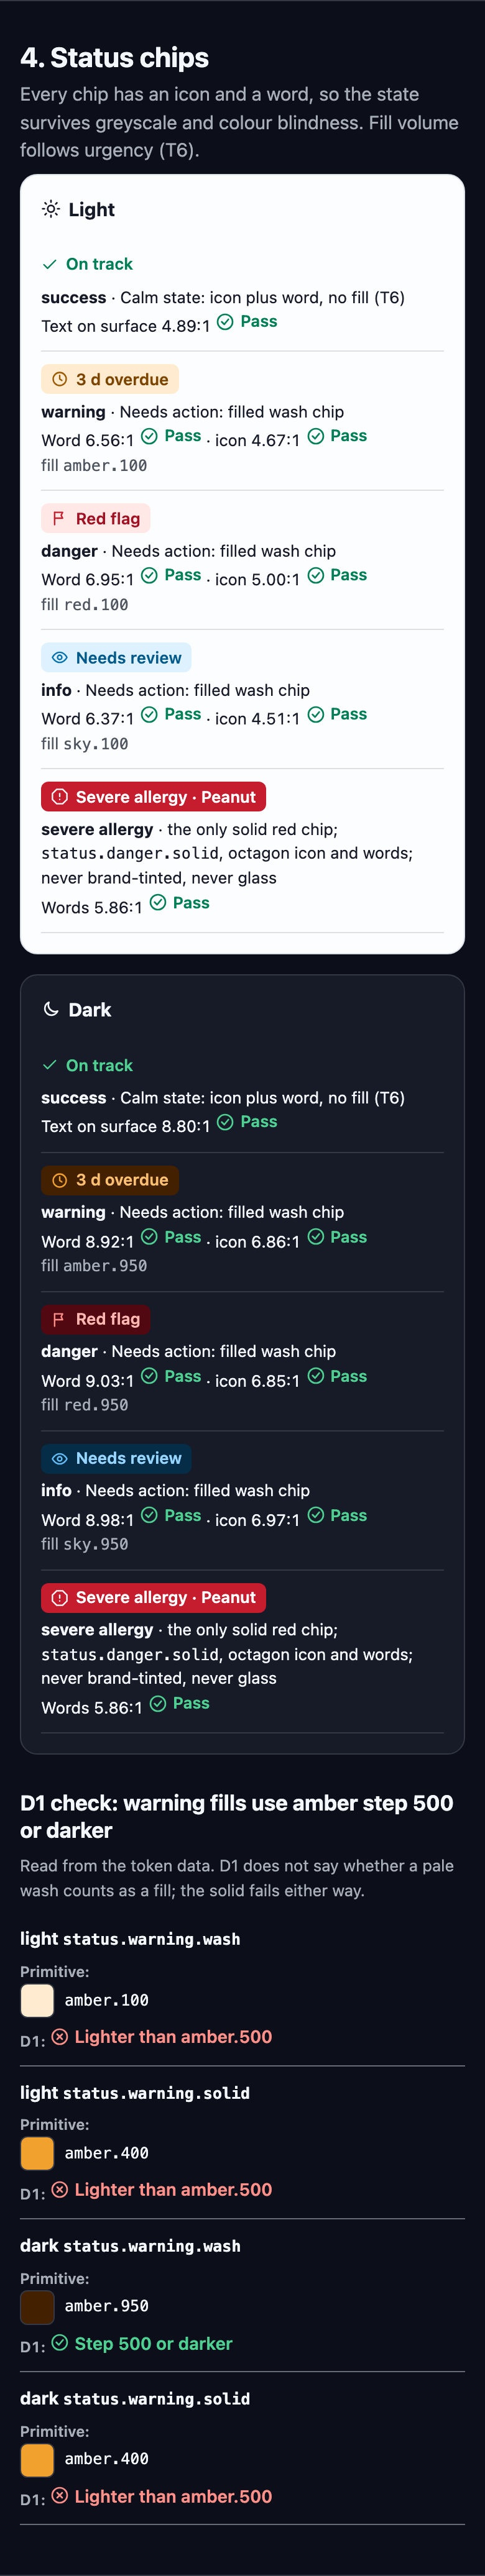 4. Status chips
Every chip has an icon and a word, so the state
survives greyscale and colour blindness. Fill volume
follows urgency (T6).
Light
On track
success · Calm state: icon plus word, no fill (T6)
Text on surface 4.89:1 Pass
3 d overdue
warning · Needs action: filled wash chip
Word 6.56:1 Pass · icon 4.67:1 Pass
fill amber.100
Red flag
danger · Needs action: filled wash chip
Word 6.95:1 Pass · icon 5.00:1 Pass
fill red.100
Needs review
info · Needs action: filled wash chip
Word 6.37:1 Pass · icon 4.51:1 Pass
fill sky.100
Severe allergy · Peanut
severe allergy · the only solid red chip;
status.danger.solid, octagon icon and words;
never brand-tinted, never glass
Words 5.86:1 Pass
Dark
On track
success · Calm state: icon plus word, no fill (T6)
Text on surface 8.80:1 Pass
3 d overdue
warning · Needs action: filled wash chip
Word 8.92:1 Pass · icon 6.86:1 Pass
fill amber.950
Red flag
danger · Needs action: filled wash chip
Word 9.03:1 Pass · icon 6.85:1 Pass
fill red.950
Needs review
info · Needs action: filled wash chip
Word 8.98:1 Pass · icon 6.97:1 Pass
fill sky.950
Severe allergy · Peanut
severe allergy · the only solid red chip;
status.danger.solid, octagon icon and words;
never brand-tinted, never glass
Words 5.86:1 Pass
D1 check: warning fills use amber step 500
or darker
Read from the token data. D1 does not say whether a pale
wash counts as a fill; the solid fails either way.
light status.warning.wash
Primitive:
amber.100
D1: Lighter than amber.500
light status.warning.solid
Primitive:
amber.400
D1: Lighter than amber.500
dark status.warning.wash
Primitive:
amber.950
D1: Step 500 or darker
dark status.warning.solid
Primitive:
amber.400
D1: Lighter than amber.500